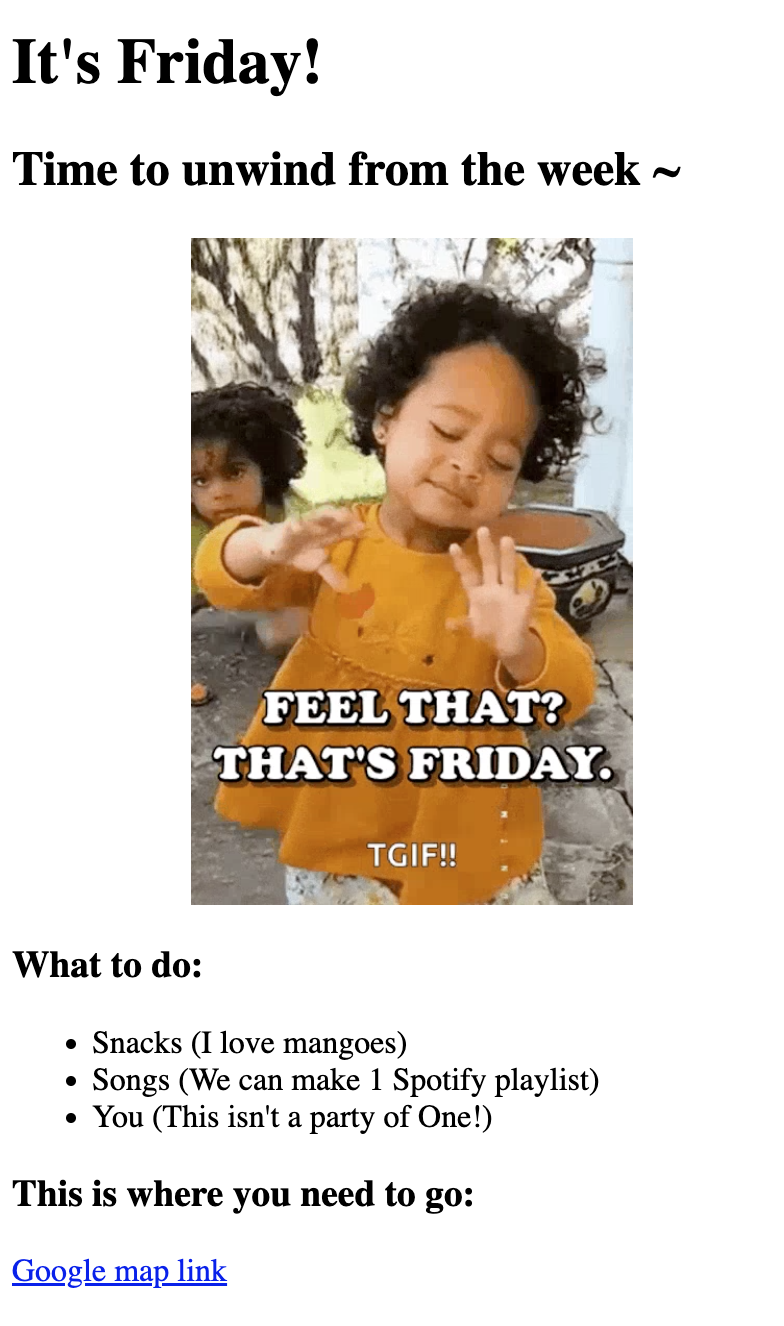 It's Friday!
Time to unwind from the week ~
FEEL THAT?
THAT'S FRIDAY.
TGIF!!
What to do:
Snacks (I love mangoes)
Songs (We can make 1 Spotify playlist)
You (This isn't a party of One!)
This is where you need to go:
Google map link